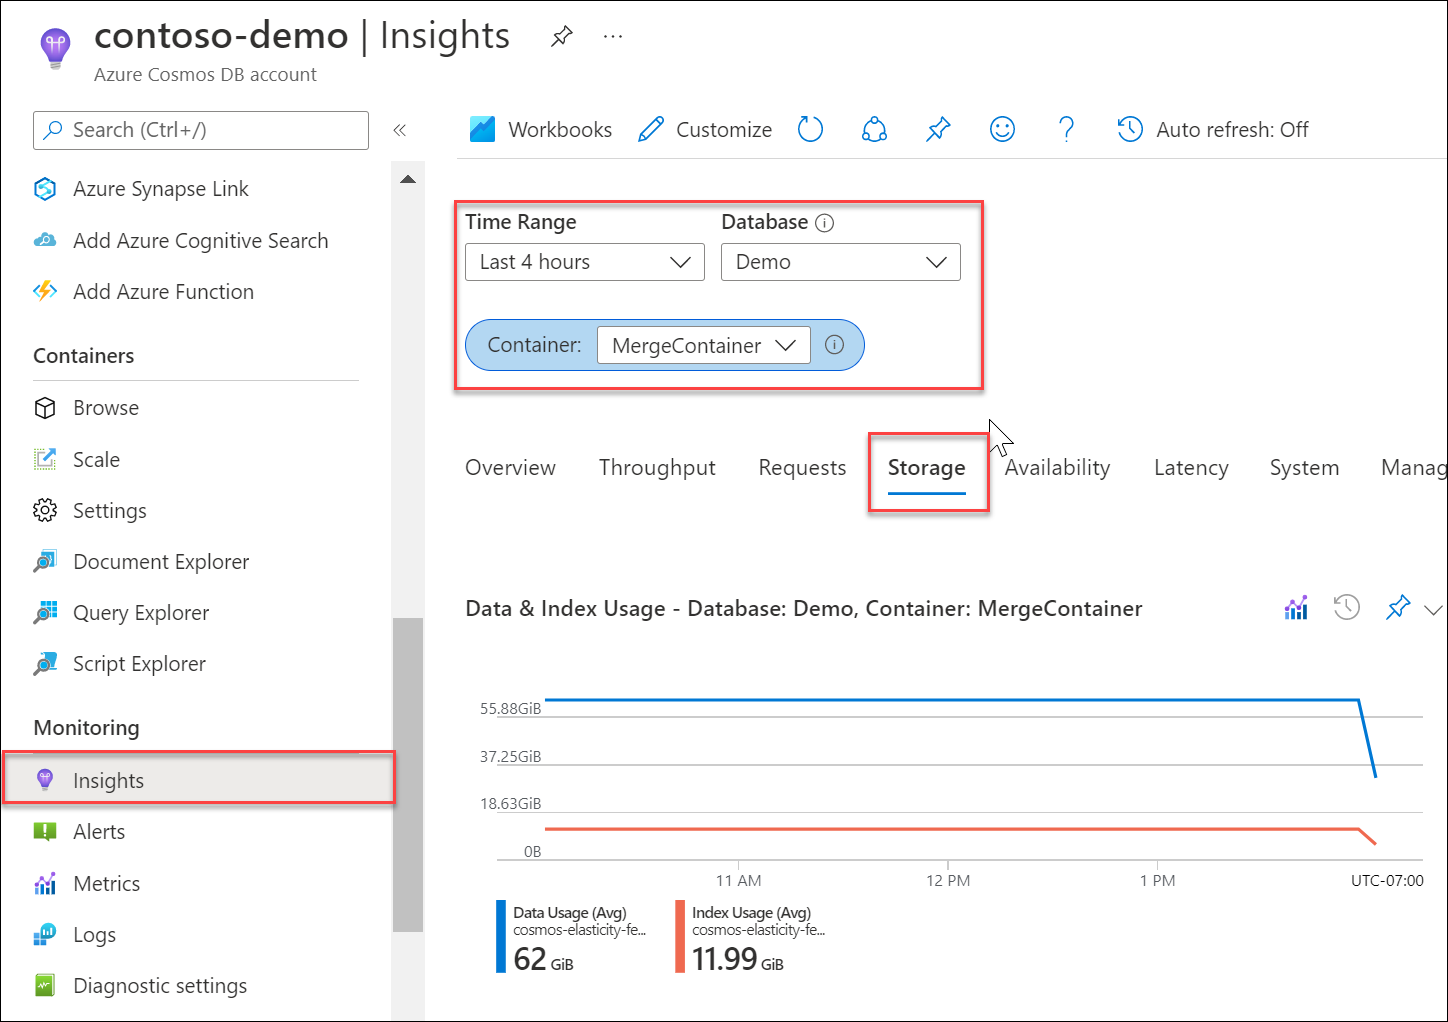 contoso-demo | Insights
Azure Cosmos DB account
Search (Ctrl+/)
Azure Synapse Link
Add Azure Cognitive Search
Add Azure Function
Containers
Browse
Scale
Settings
Document Explorer
Query Explorer
Script Explorer
Monitoring
Insights
Alerts
Metrics
Logs
Diagnostic settings
Workbooks Customize Auto refresh: Off
Time Range Database
Last 4 hours Demo
Container: MergeContainer
Overview Throughput Requests Storage Availability Latency System Manag
Data & Index Usage - Database: Demo, Container: MergeContainer
55.88GiB
37.25GiB
18.63GiB
0B
11 AM 12 PM 1 PM UTC-07:00
Data Usage (Avg)
cosmos-elasticity-fe...
62 GiB
Index Usage (Avg)
cosmos-elasticity-fe...
11.99 GiB